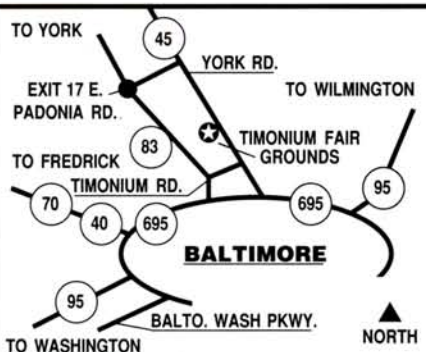 TO YORK
45
YORK RD.
EXIT 17 E.
PADONIA RD.
TO WILMINGTON
83
TIMONIUM FAIR
GROUNDS
TO FREDRICK
TIMONIUM RD.
95
70
40
695
695
BALTIMORE
95
BALTO. WASH PKWY.
TO WASHINGTON
NORTH